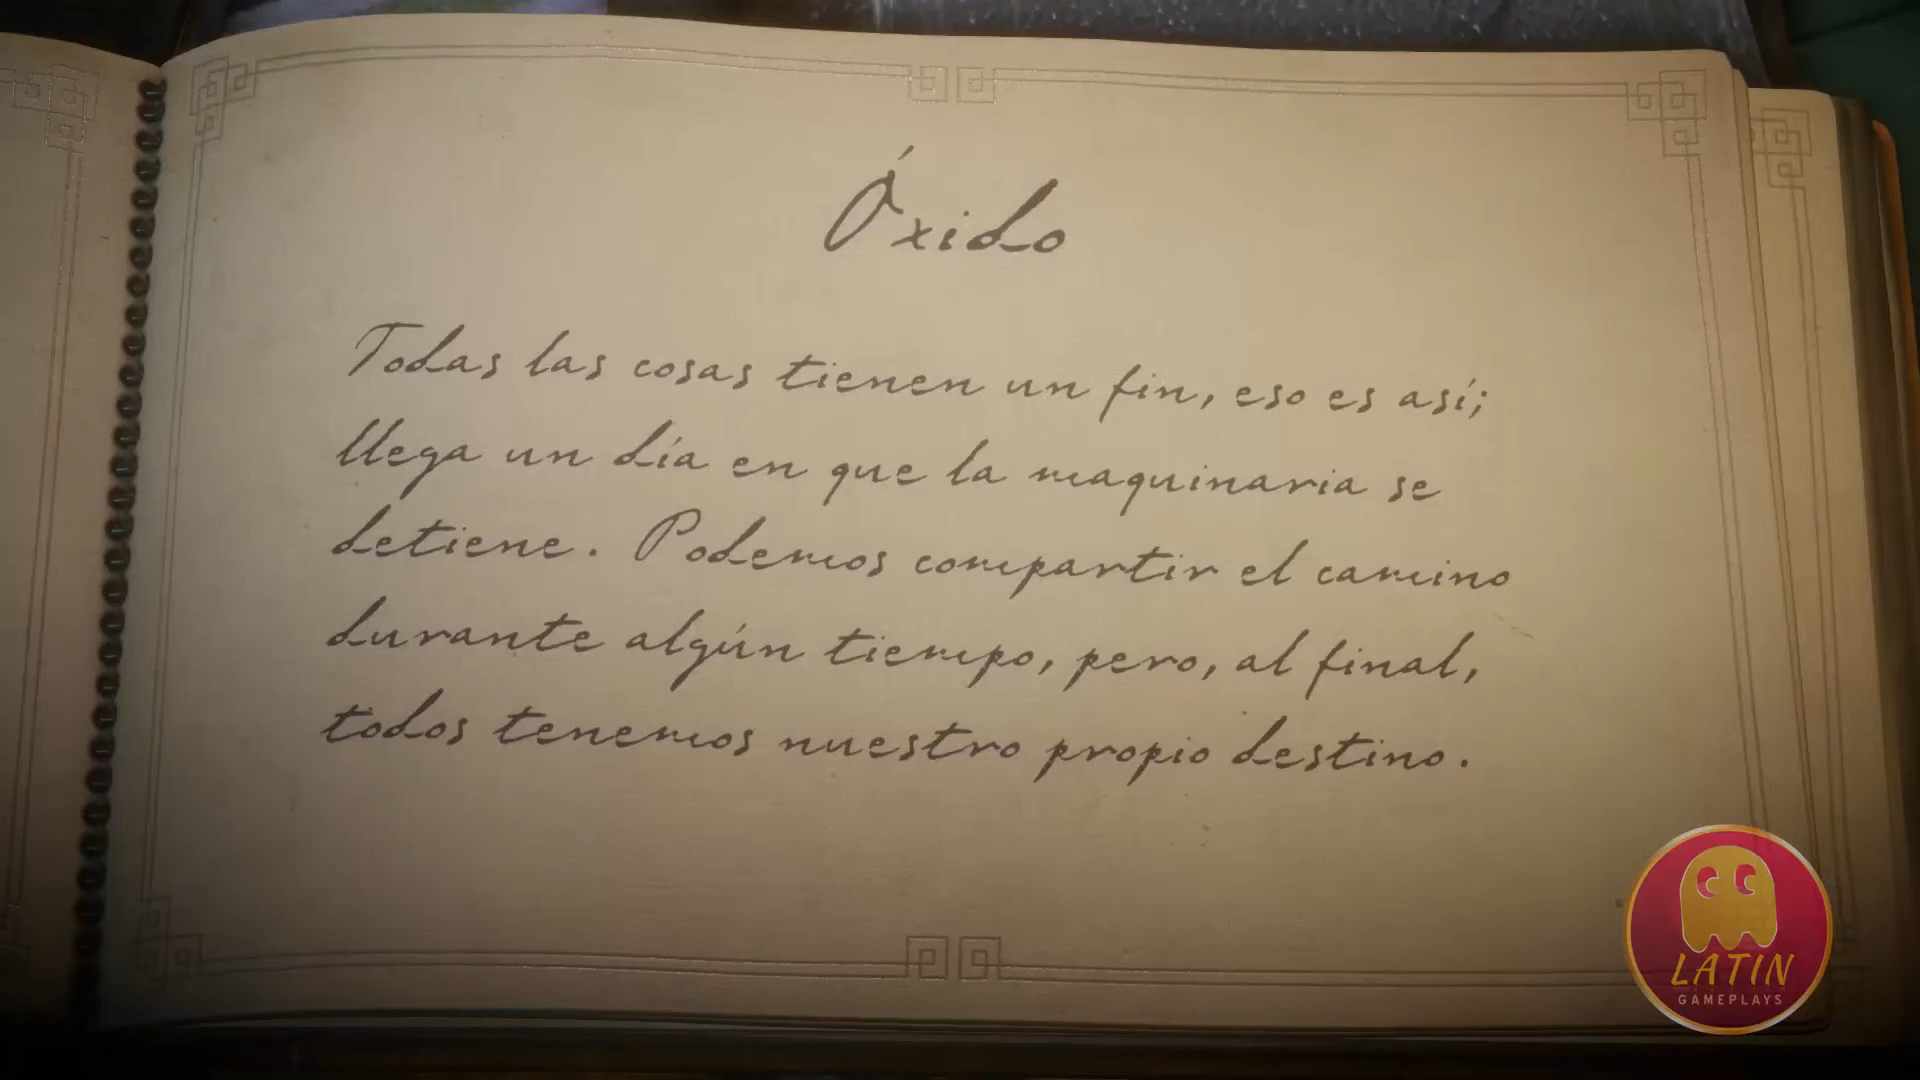 Óxido
Todas las cosas tienen un fin, eso es así;
llega un día en que la maquinaria se
detiene. Podemos compartir el camino
durante algún tiempo, pero, al final,
todos tenemos nuestro propio destino.
LATIN
GAMEPLAYS